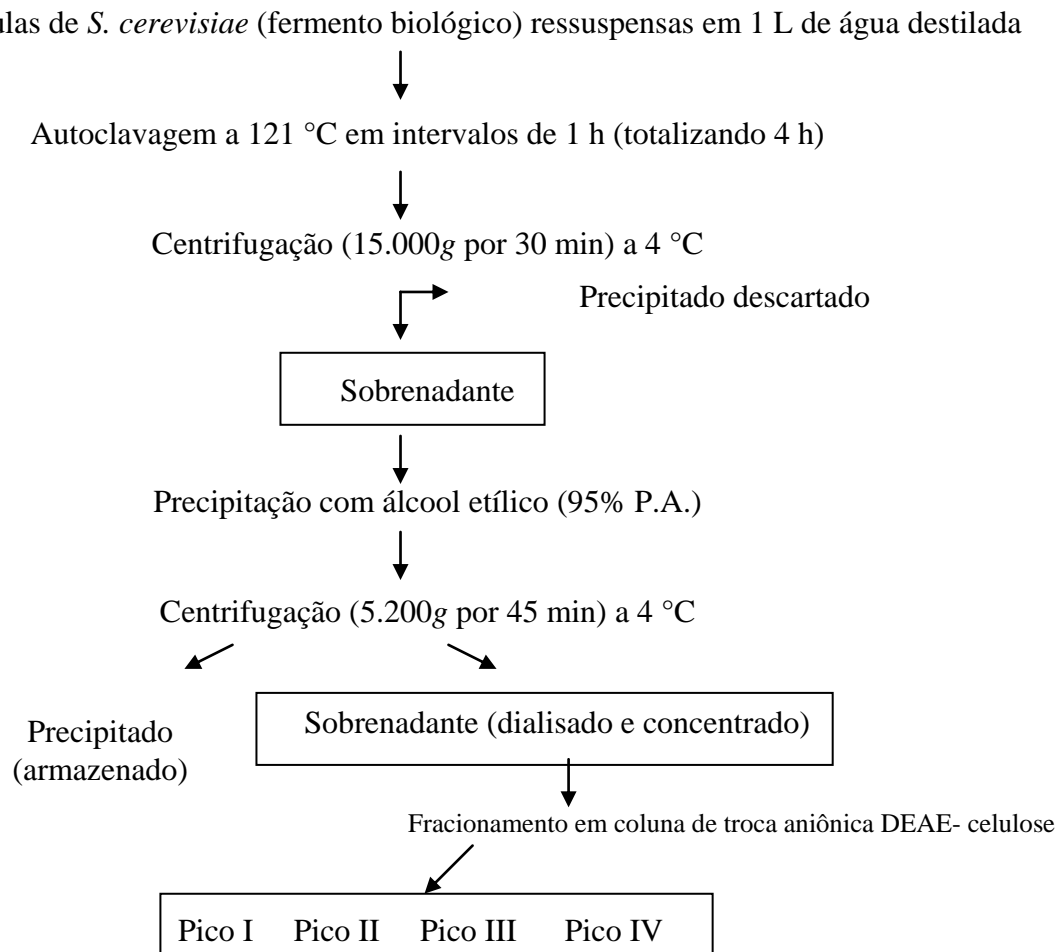 de S. cerevisiae (fermento biológico) ressuspensas em 1 L de água destilada
Autoclavagem a 121 °C em intervalos de 1 h (totalizando 4 h)
Centrifugação (15.000g por 30 min) a 4 °C
Precipitado descartado
Sobrenadante
Precipitação com álcool etílico (95% P.A.)
Centrifugação (5.200g por 45 min) a 4 °C
Precipitado
(armazenado)
Sobrenadante (dialisado e concentrado)
Fracionamento em coluna de troca aniônica DEAE- celulose
Pico I Pico II Pico III Pico IV